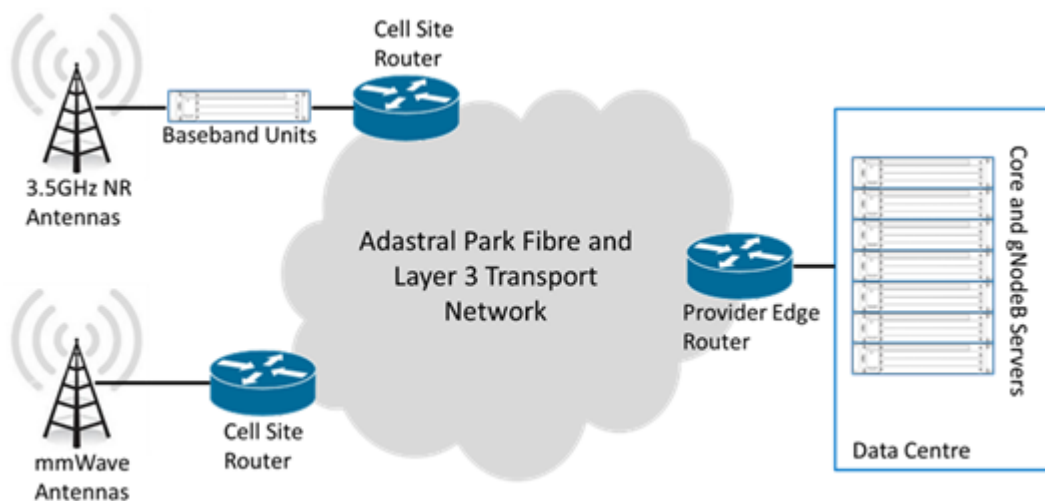 Cell Site
Router
Baseband Units
3.5GHz NR
Antennas
Adastral Park Fibre and
Layer 3 Transport
Network
Provider Edge
Router
Core and gNodeB Servers
Data Centre
Cell Site
Router
mmWave
Antennas